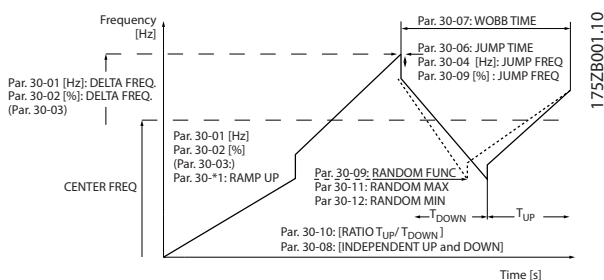 Frequency
[Hz]
Par. 30-07: WOBB TIME
Par. 30-06: JUMP TIME
Par. 30-04 [Hz]: JUMP FREQ
Par. 30-09 [%] : JUMP FREQ
175ZB001.10
Par. 30-01 [Hz]: DELTA FREQ.
Par. 30-02 [%]: DELTA FREQ.
(Par. 30-03)
Par. 30-01 [Hz]
Par. 30-02 [%]
(Par. 30-03:)
Par. 30-*1: RAMP UP
CENTER FREQ
Par. 30-09: RANDOM FUNC
Par 30-11: RANDOM MAX
Par 30-12: RANDOM MIN
TDOWN
TUP
Par. 30-10: [RATIO TUP/ TDOWN ]
Par. 30-08: [INDEPENDENT UP and DOWN]
Time [s]